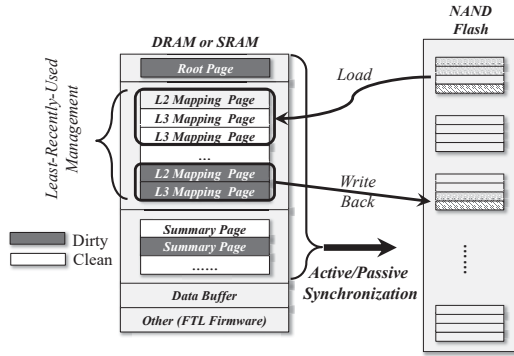 NAND
Flash
DRAM or SRAM
Root Page
Load
Least-Recently-Used
Management
L2 Mapping Page
L3 Mapping Page
L3 Mapping Page
...
L2 Mapping Page
L3 Mapping Page
Write
Back
Dirty
Clean
Summary Page
Summary Page
......
Active/Passive
Synchronization
......
Data Buffer
Other (FTL Firmware)